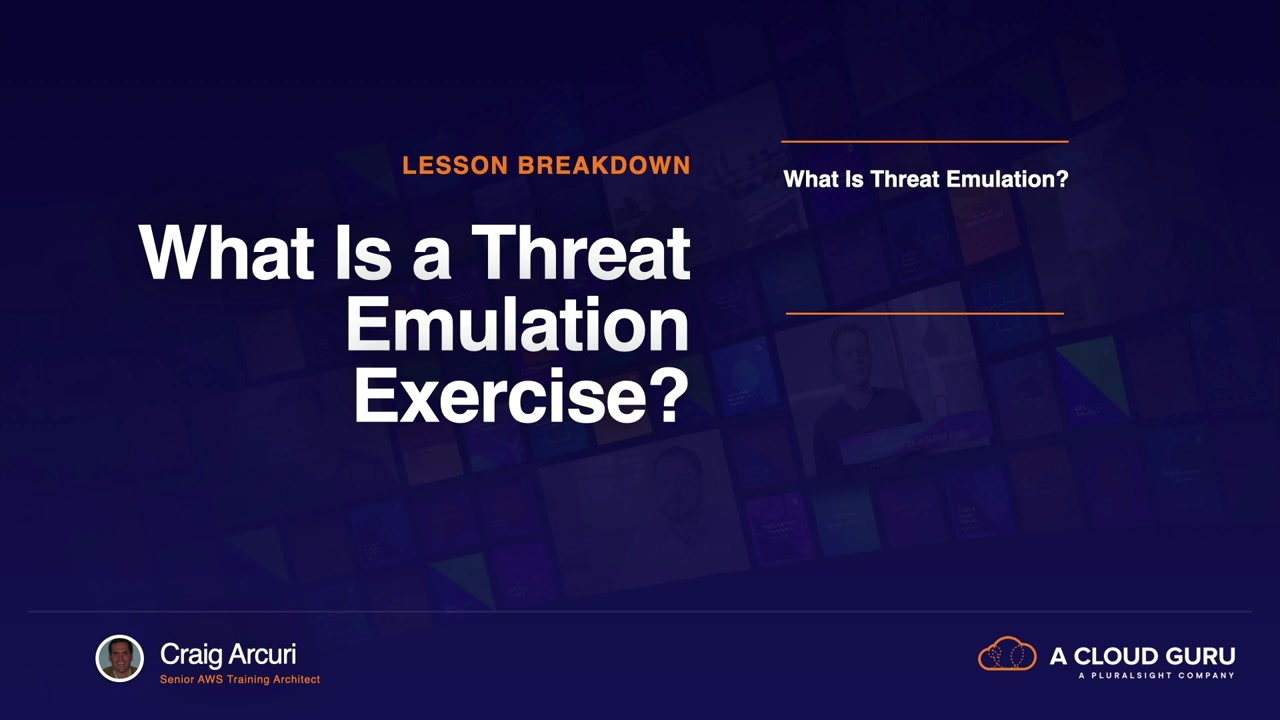 LESSON BREAKDOWN
What Is a Threat
Emulation
Exercise?
What Is Threat Emulation?
Craig Arcuri
Senior AWS Training Architect
A CLOUD GURU
A PLURALSIGHT COMPANY